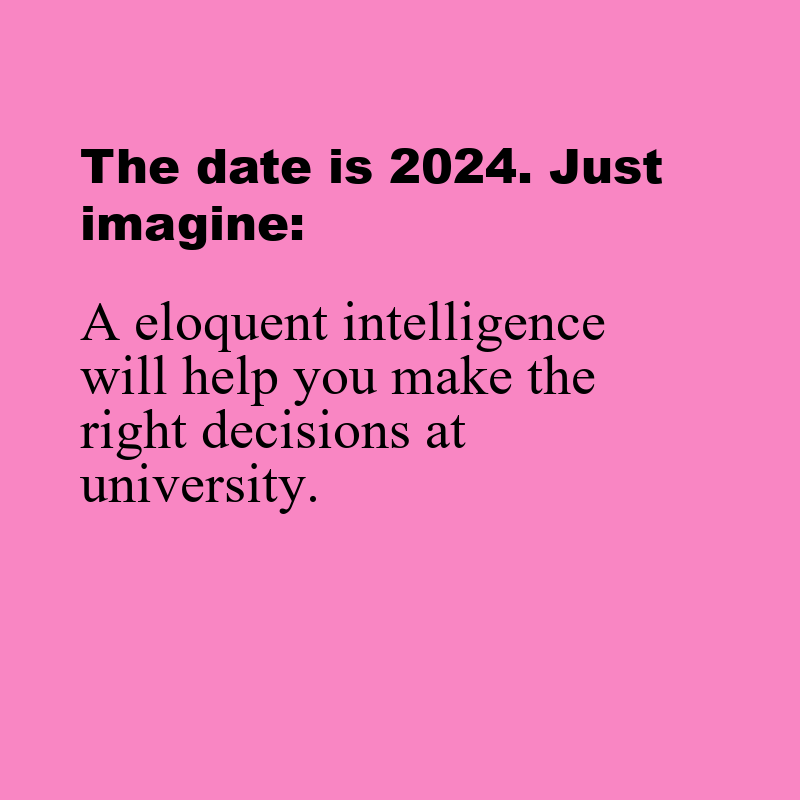 The date is 2024. Just
imagine:
A eloquent intelligence
will help you make the
right decisions at
university.